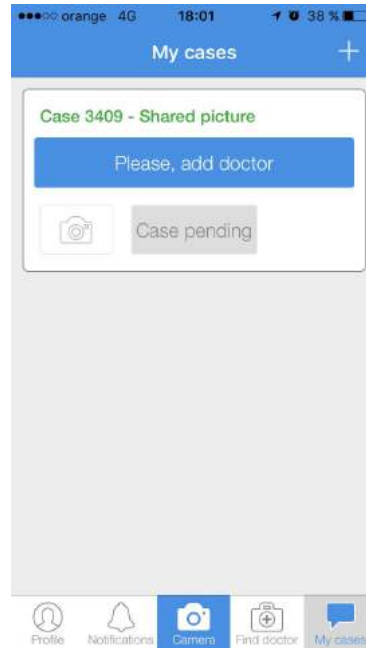 orange 4G 18:01 38 %
My cases
Case 3409 - Shared picture
Please, add doctor
Case pending
Profile Notifications Camera Find doctor My cases